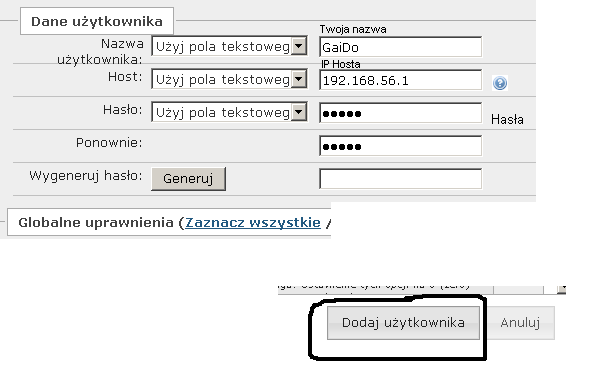 Dane użytkownika
Twoja nazwa
Nazwa użytkownika: Użyj pola tekstoweg GaiDo
IP Hosta
Host: Użyj pola tekstoweg 192.168.56.1
Hasło: Użyj pola tekstoweg ●●●●● Hasła
Ponownie: ●●●●●
Wygeneruj hasło: Generuj
Globalne uprawnienia (Zaznacz wszystkie /
Dodaj użytkownika Anuluj